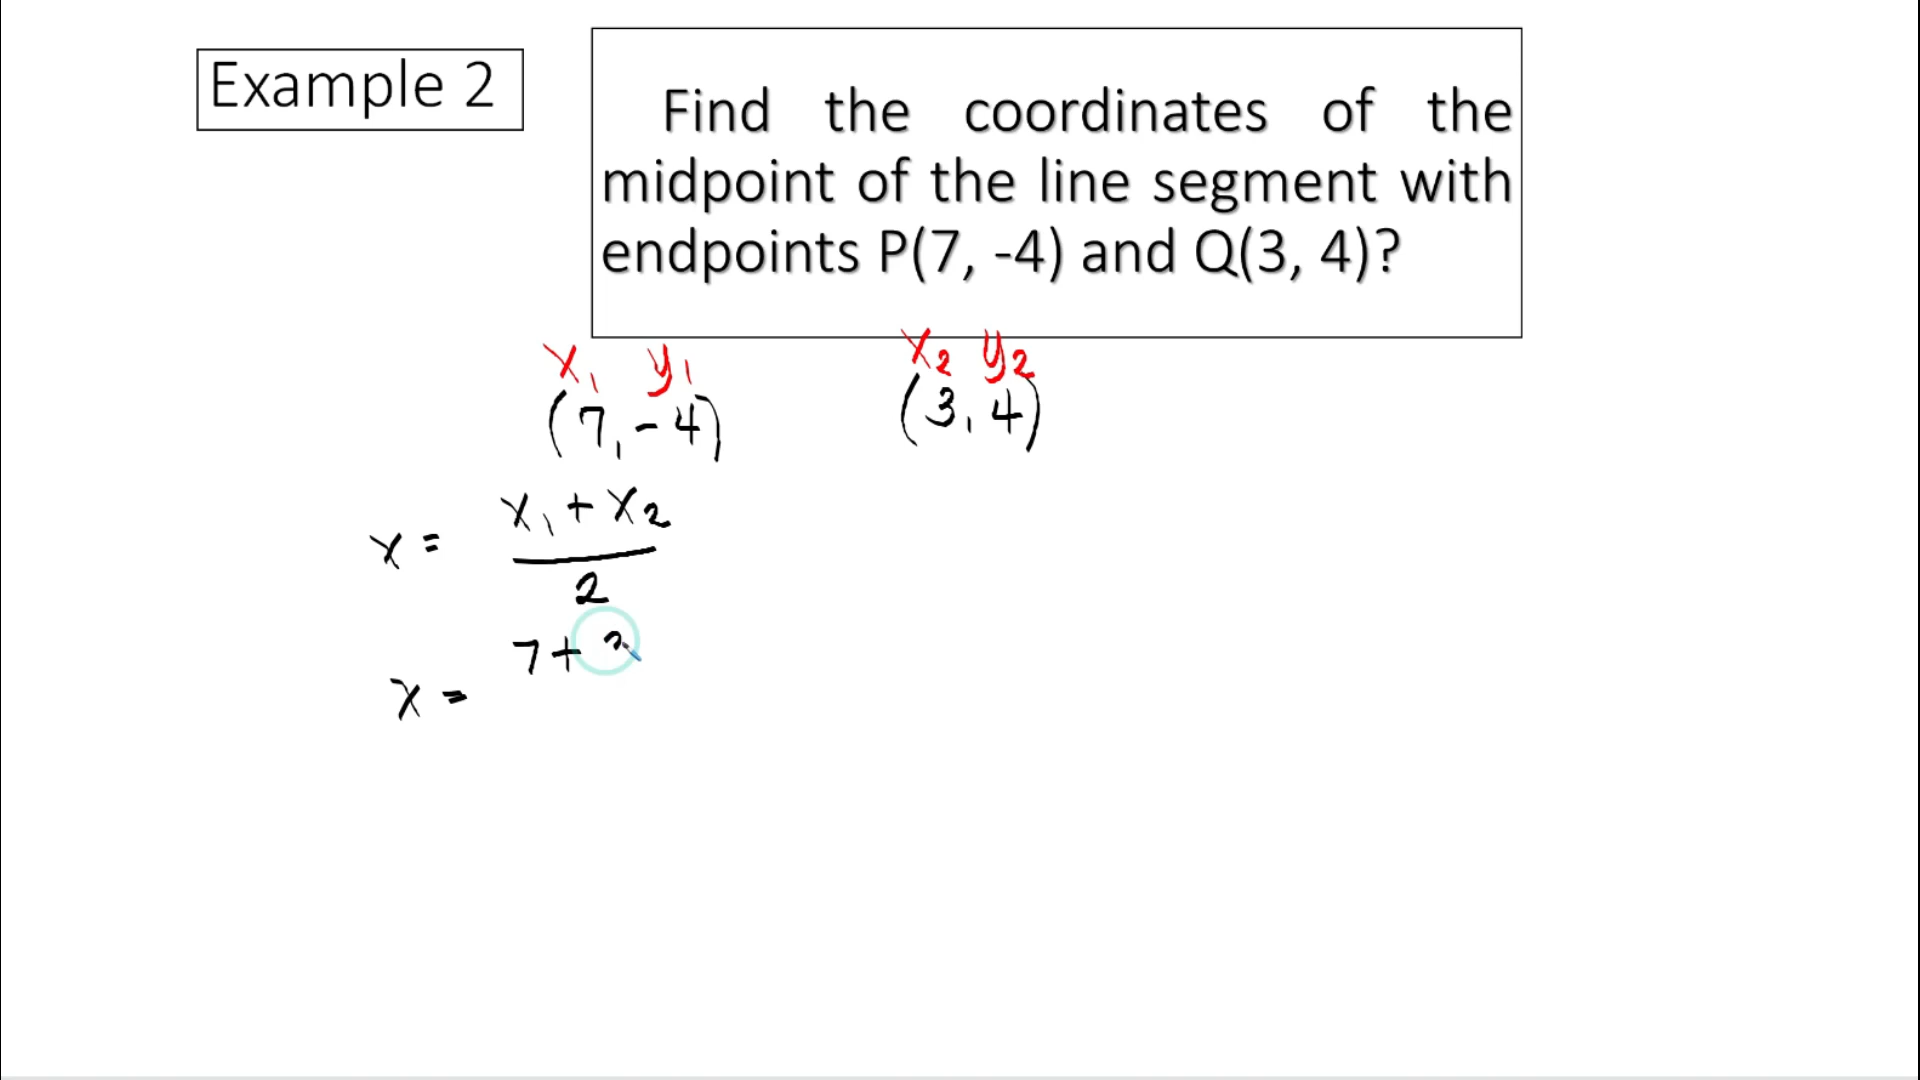 Example 2
Find the coordinates of the
midpoint of the line segment with
endpoints P(7, -4) and Q(3, 4)?
x₁ y₁ x₂ y₂
(7, -4) (3, 4)
x = x₁ + x₂
2
7 +
x =